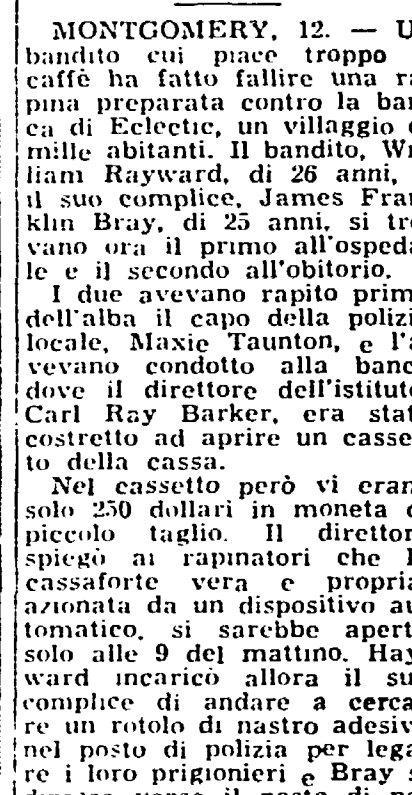 MONTGOMERY, 12. — U
bandito cui piace troppo
caffè ha fatto fallire una ra
pina preparata contro la ban
ca di Eclectic, un villaggio d
mille abitanti. Il bandito, Wi
liam Rayward, di 26 anni,
il suo complice, James Fran
klin Bray, di 25 anni, si tro
vano ora il primo all'ospeda
le e il secondo all'obitorio.
I due avevano rapito prim
dell'alba il capo della polizi
locale, Maxie Taunton, e l'a
vevano condotto alla banc
dove il direttore dell'istituto
Carl Ray Barker, era stat
costretto ad aprire un casset
to della cassa.
Nel cassetto però vi eran
solo 250 dollari in moneta d
piccolo taglio. Il direttor
spiegò ai rapinatori che l
cassaforte vera e propria
azionata da un dispositivo au
tomatico, si sarebbe apert
solo alle 9 del mattino. Hay
ward incaricò allora il su
complice di andare a cerca
re un rotolo di nastro adesiv
nel posto di polizia per lega
re i loro prigionieri e Bray s